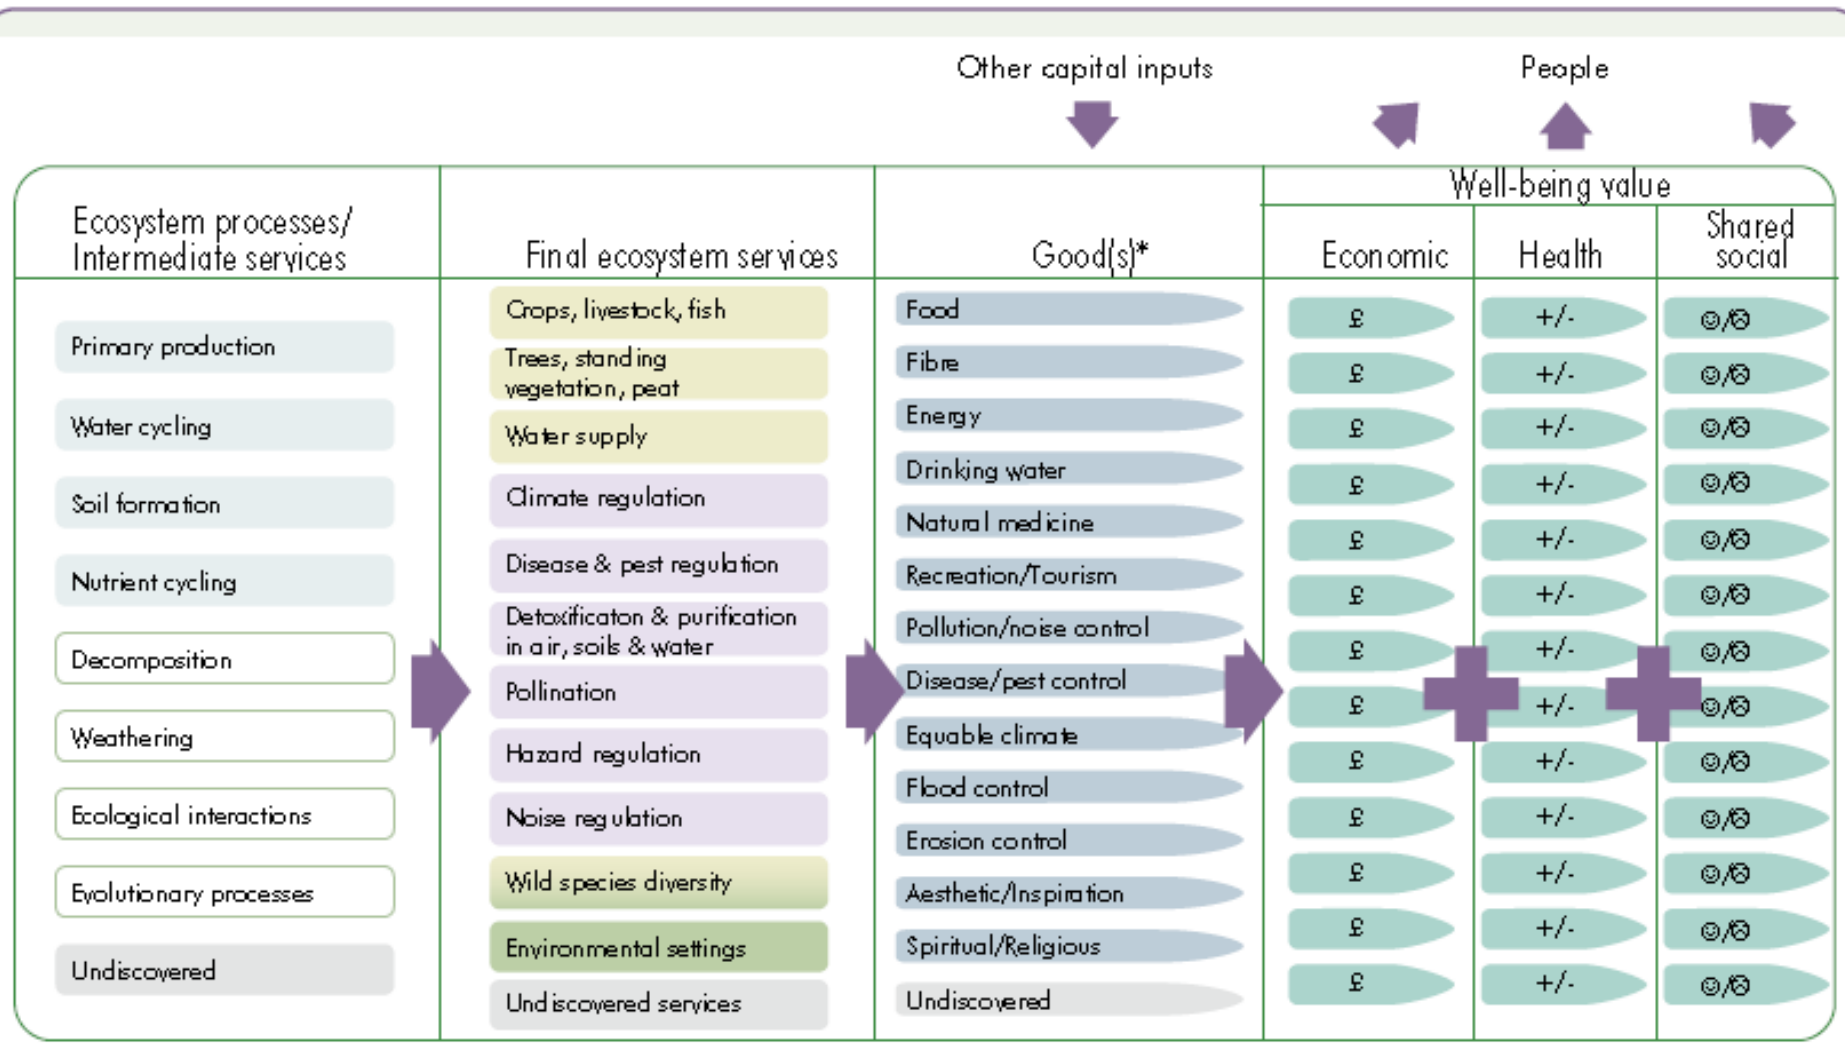 Other capital inputs
People
Well-being value
Ecosystem processes/
Intermediate services
Final ecosystem services
Good(s)*
Economic
Health
Shared
social
Primary production
Water cycling
Soil formation
Nutrient cycling
Decomposition
Weathering
Ecological interactions
Evolutionary processes
Undiscovered
Crops, livestock, fish
Trees, standing
vegetation, peat
Water supply
Climate regulation
Disease & pest regulation
Detoxificaton & purification
in air, soils & water
Pollination
Hazard regulation
Noise regulation
Wild species diversity
Environmental settings
Undiscovered services
Food
Fibre
Energy
Drinking water
Natural medicine
Recreation/Tourism
Pollution/noise control
Disease/pest control
Equable climate
Flood control
Erosion control
Aesthetic/Inspiration
Spiritual/Religious
Undiscovered
£ +/- ☺/☹
£ +/- ☺/☹
£ +/- ☺/☹
£ +/- ☺/☹
£ +/- ☺/☹
£ +/- ☺/☹
£ +/- ☺/☹
£ +/- ☺/☹
£ +/- ☺/☹
£ +/- ☺/☹
£ +/- ☺/☹
£ +/- ☺/☹
£ +/- ☺/☹